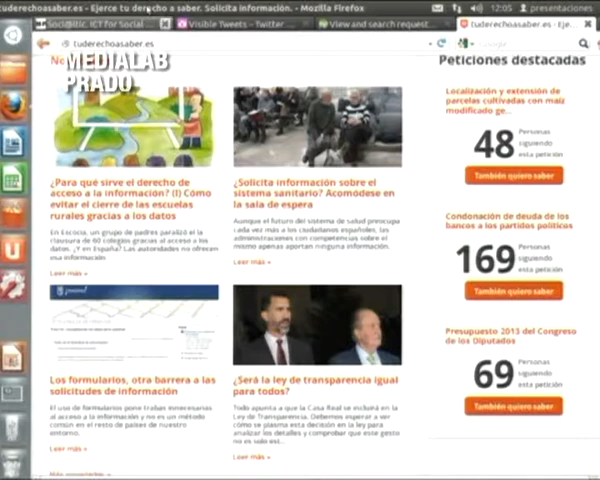 tuderechoasaber.es - Ejerce tu derecho a saber. Solicita información. - Mozilla Firefox
12:05 presentaciones
ICT for Social ...
Visible Tweets – Twitter ...
View and search request...
tuderechoasaber.es - Eje...
tuderechoasaber.es
Google
MEDIALAB
PRADO
Peticiones destacadas
Localización y extensión de
parcelas cultivadas con maíz
modificado ge...
48 Personas
siguiendo
esta petición
También quiero saber
Condonación de deuda de los
bancos a los partidos políticos
169 Personas
siguiendo
esta petición
También quiero saber
Presupuesto 2013 del Congreso
de los Diputados
69 Personas
siguiendo
esta petición
También quiero saber
¿Para qué sirve el derecho de
acceso a la información? (I) Cómo
evitar el cierre de las escuelas
rurales gracias a los datos
En Escocia, un grupo de padres paralizó el la
clausura de 60 colegios gracias al acceso a los
datos. ¿Y en España? Las autoridades no ofrecen
esa información
Leer más »
¿Solicita información sobre el
sistema sanitario? Acomódese en
la sala de espera
Aunque el futuro del sistema de salud preocupa
cada vez más a los ciudadanos españoles, las
administraciones con competencias sobre el
mismo apenas aportan ninguna información.
Leer más »
Los formularios, otra barrera a las
solicitudes de información
El uso de formularios pone trabas innecesarias
al acceso a la información y no es un método
común en el resto de países de nuestro
entorno.
Leer más »
¿Será la ley de transparencia igual
para todos?
Todo apunta a que la Casa Real se incluirá en la
Ley de Transparencia. Debemos esperar a ver
cómo se plasma esta decisión en la ley para
analizar los detalles y comprobar que este gesto
no es solo est...
Leer más »